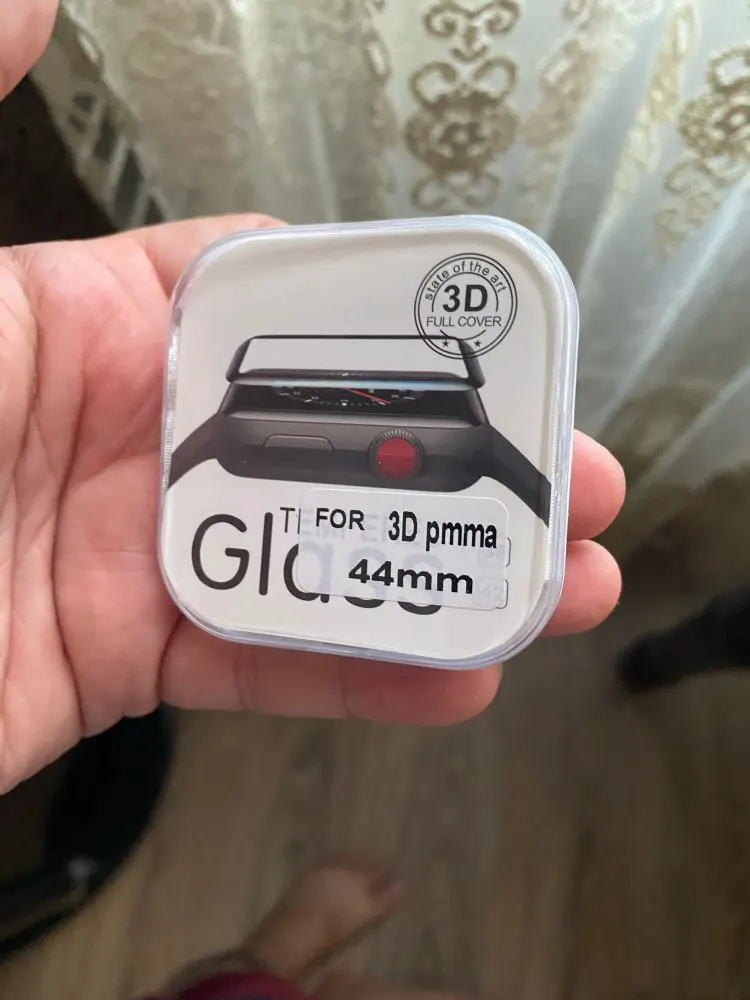 state of the art
3D
FULL COVER
FOR 3D pmma
Glass
44mm